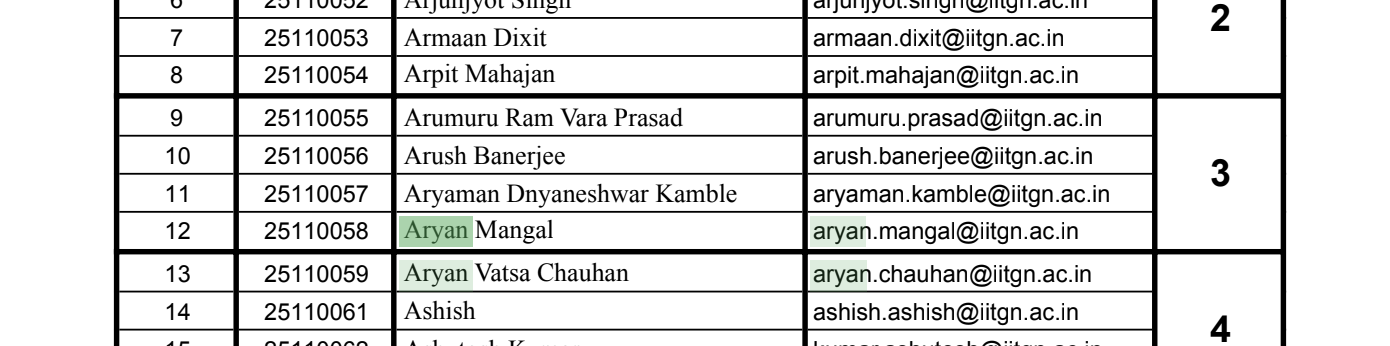 6 25110052 Arjunjyot Singh arjunjyot.singh@iitgn.ac.in
2
7 25110053 Armaan Dixit armaan.dixit@iitgn.ac.in
8 25110054 Arpit Mahajan arpit.mahajan@iitgn.ac.in
9 25110055 Arumuru Ram Vara Prasad arumuru.prasad@iitgn.ac.in
10 25110056 Arush Banerjee arush.banerjee@iitgn.ac.in
3
11 25110057 Aryaman Dnyaneshwar Kamble aryaman.kamble@iitgn.ac.in
12 25110058 Aryan Mangal aryan.mangal@iitgn.ac.in
13 25110059 Aryan Vatsa Chauhan aryan.chauhan@iitgn.ac.in
14 25110061 Ashish ashish.ashish@iitgn.ac.in
4